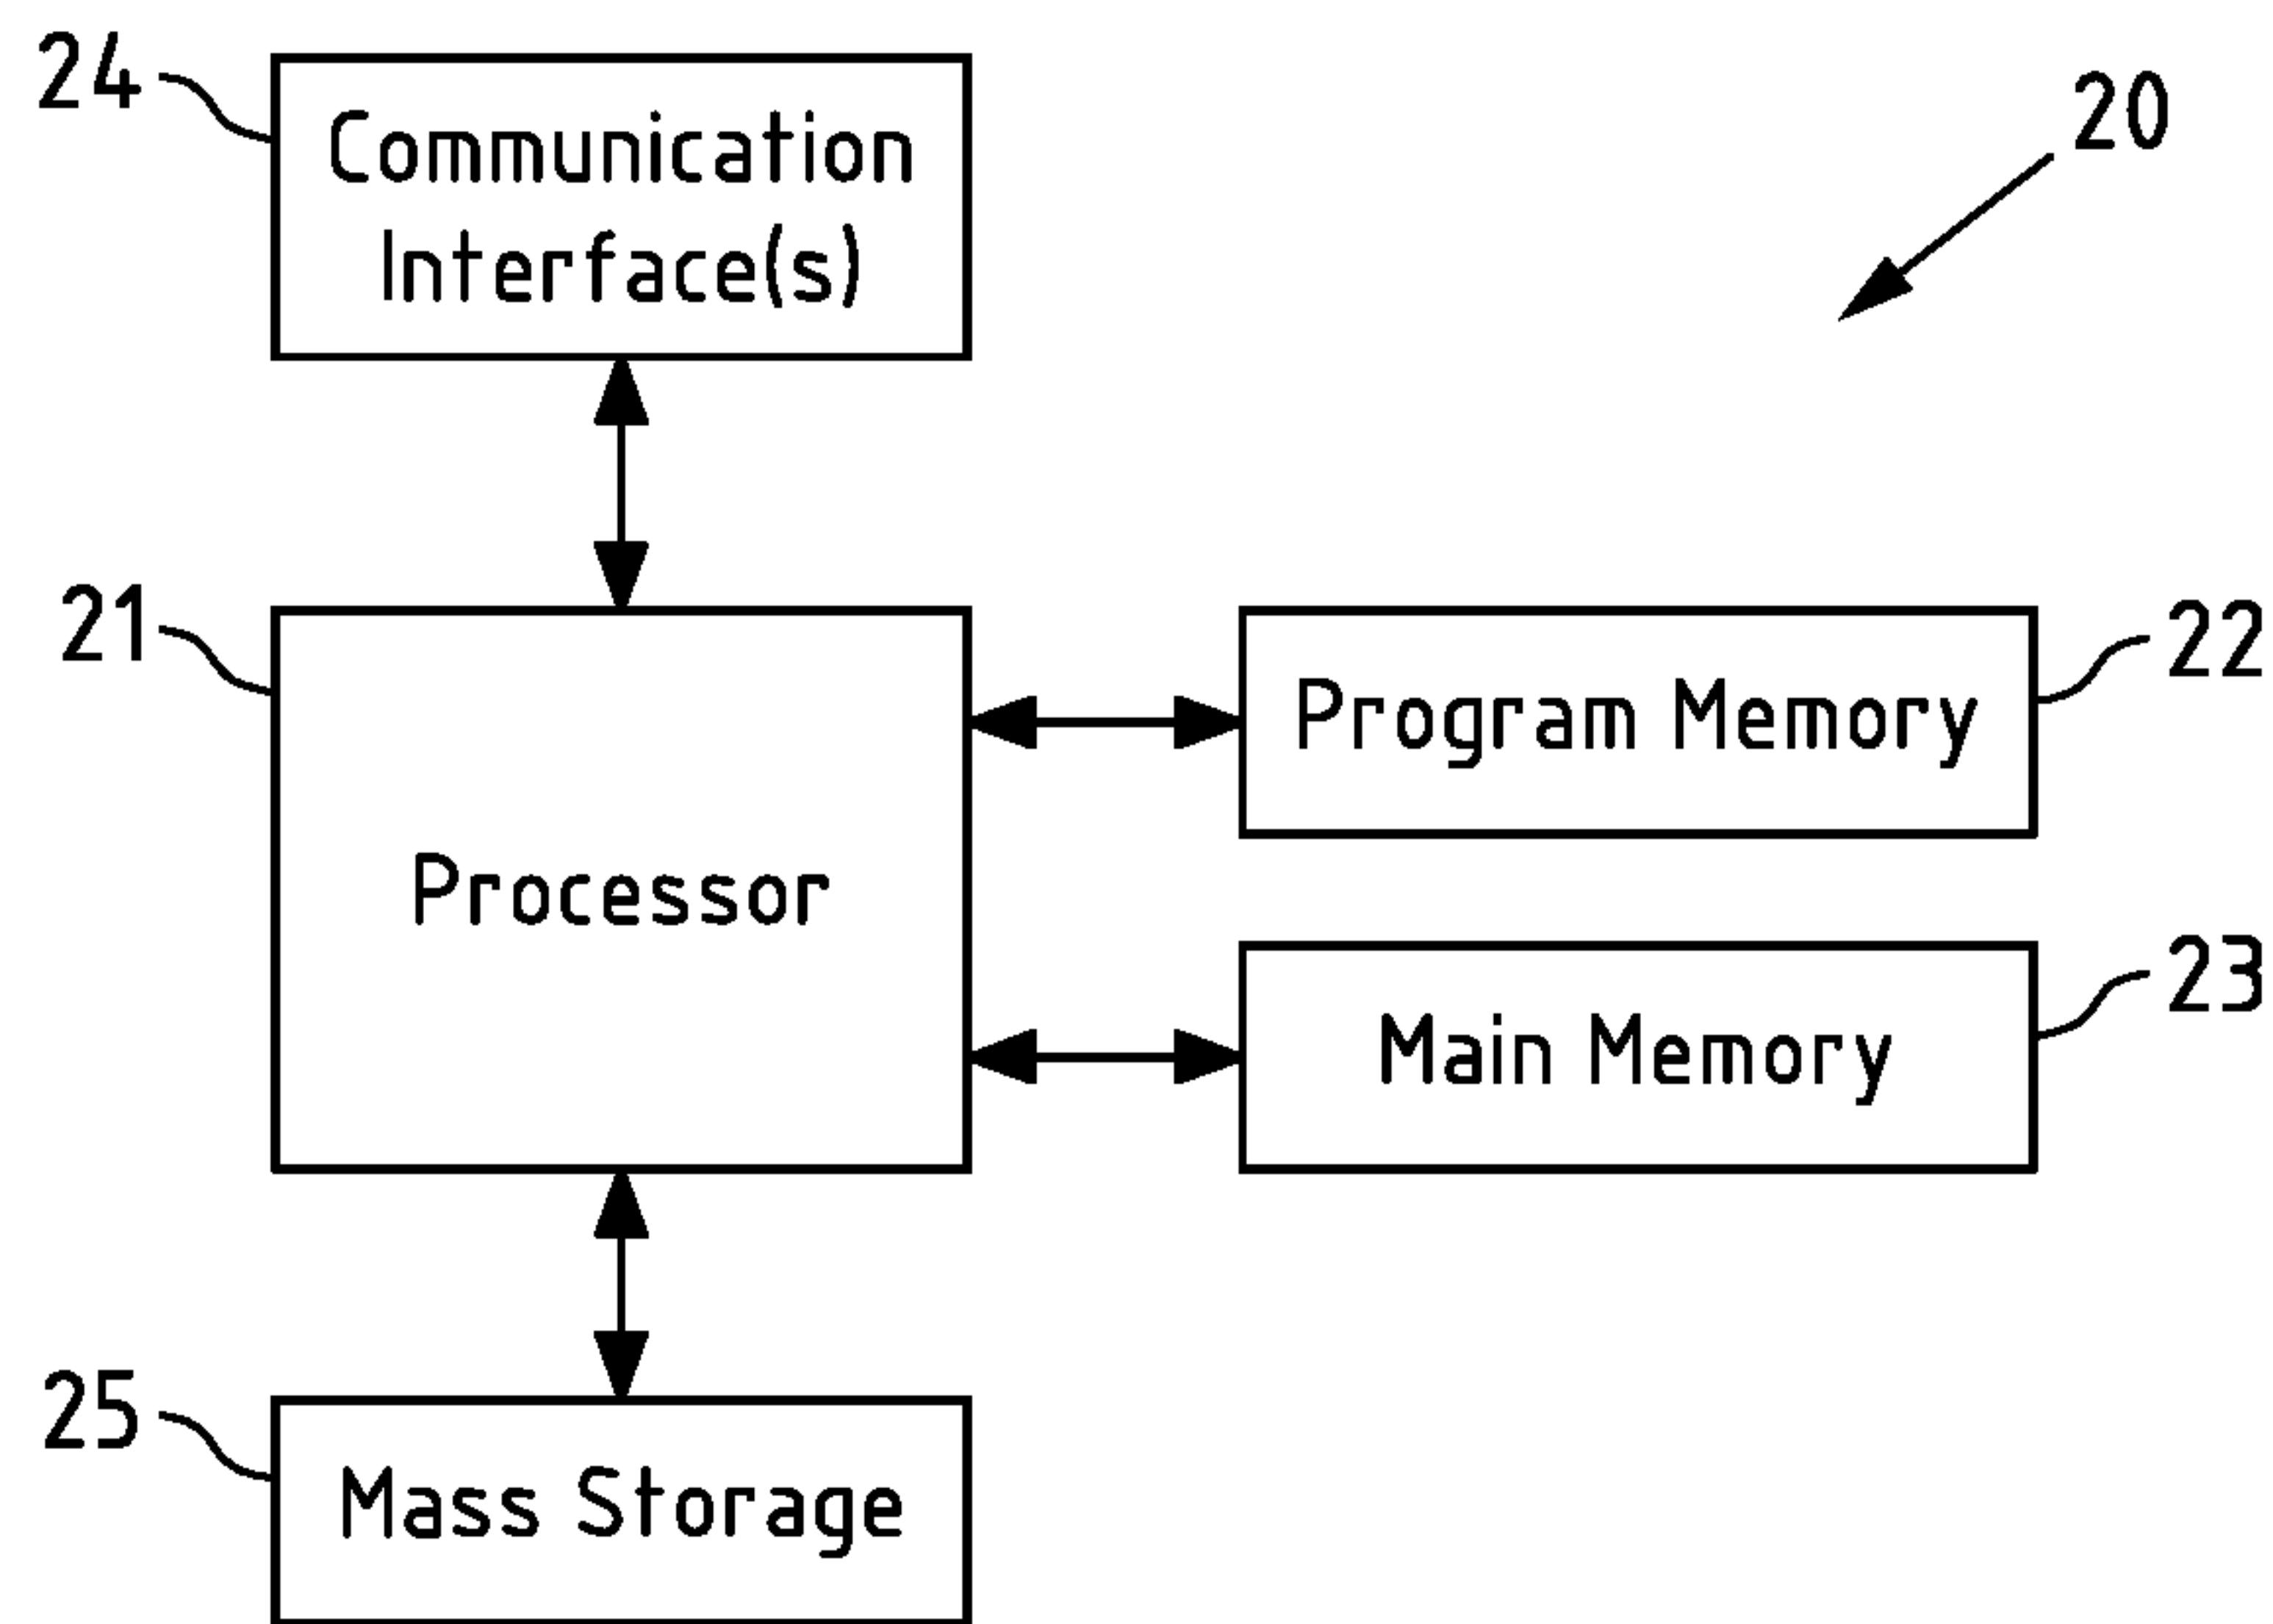 24
Communication
Interface(s)
20
21
Processor
22
Program Memory
23
Main Memory
25
Mass Storage